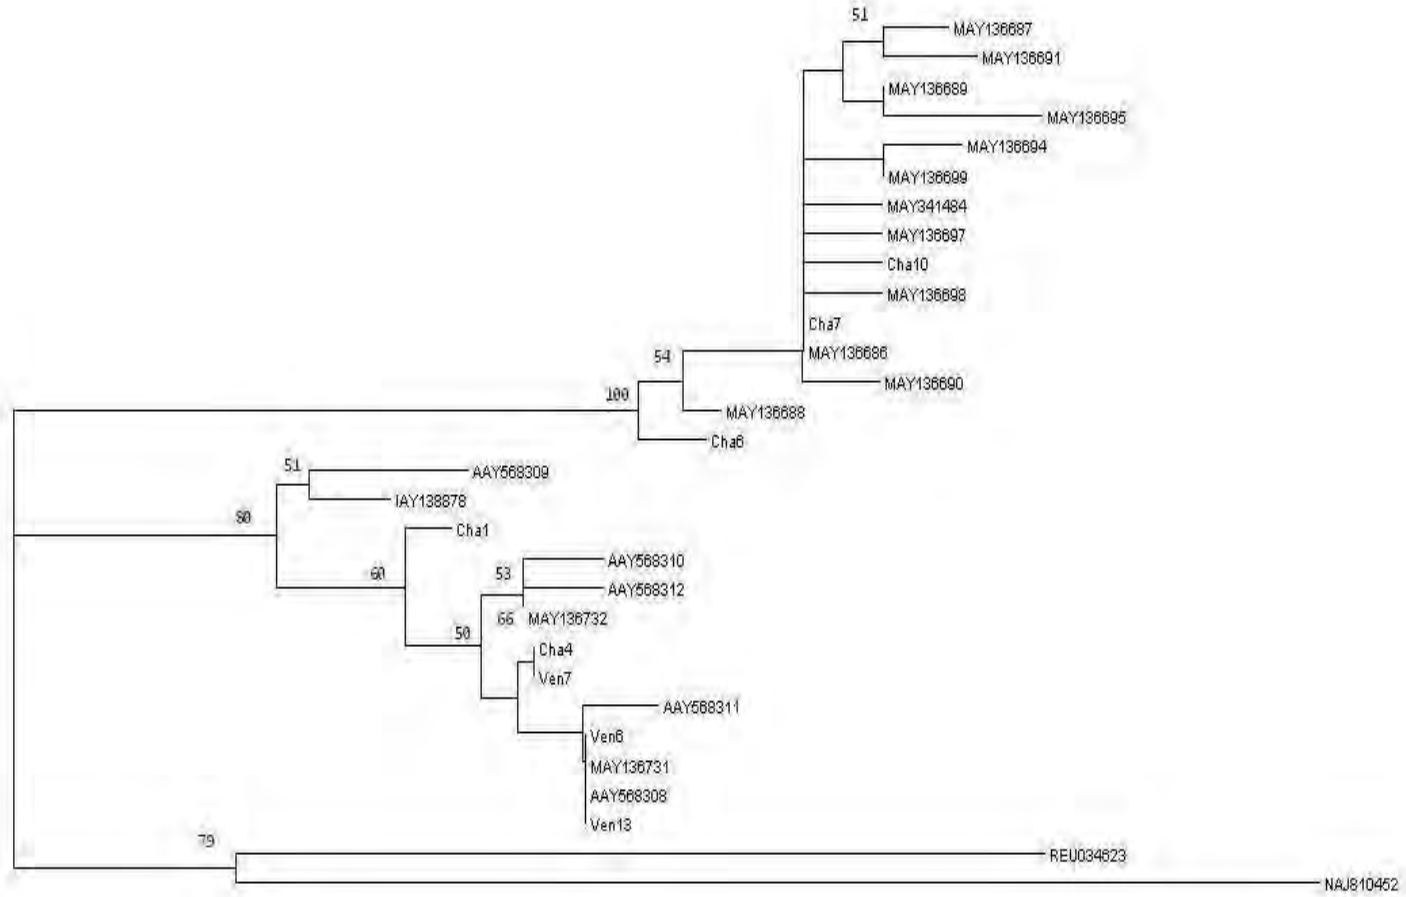 51
MAY136687
MAY136691
MAY136689
MAY136695
MAY136694
MAY136699
MAY341484
MAY136697
Cha10
MAY136698
Cha7
54
MAY136686
MAY136690
100
MAY136688
Cha6
51
AAY568309
IAY138878
80
Cha1
AAY568310
60
53
AAY568312
66 MAY136732
50
Cha4
Ven7
AAY568311
Ven6
MAY136731
AAY568308
Ven13
79
REU034623
NAJ810452